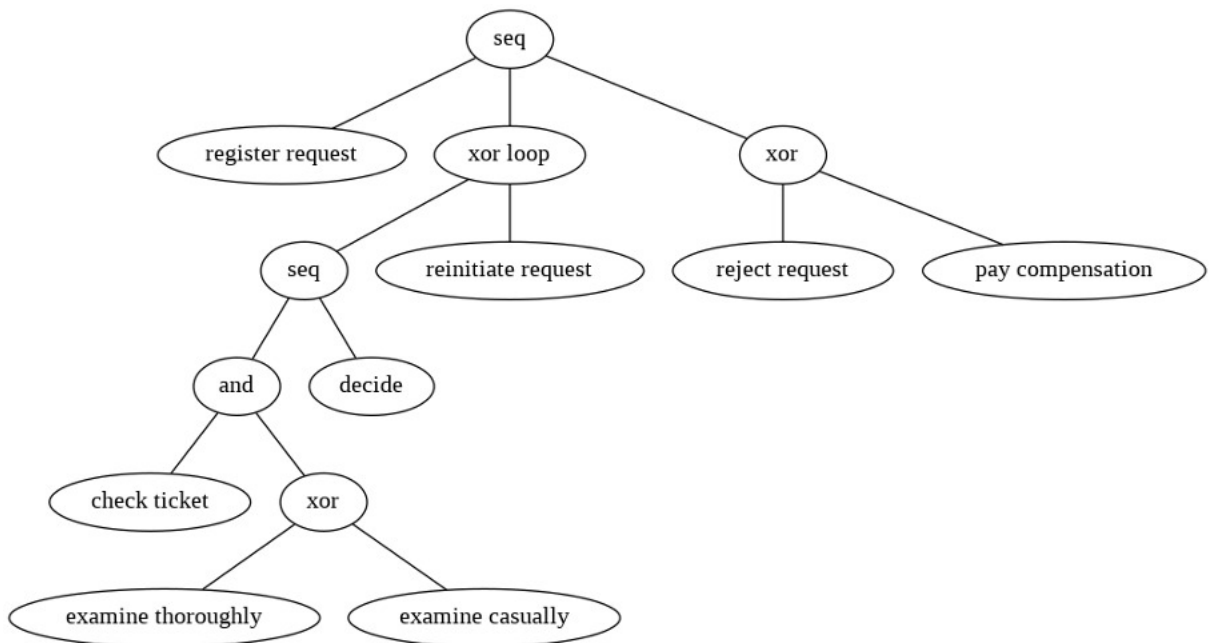 seq
register request
xor loop
xor
seq
reinitiate request
reject request
pay compensation
and
decide
check ticket
xor
examine thoroughly
examine casually